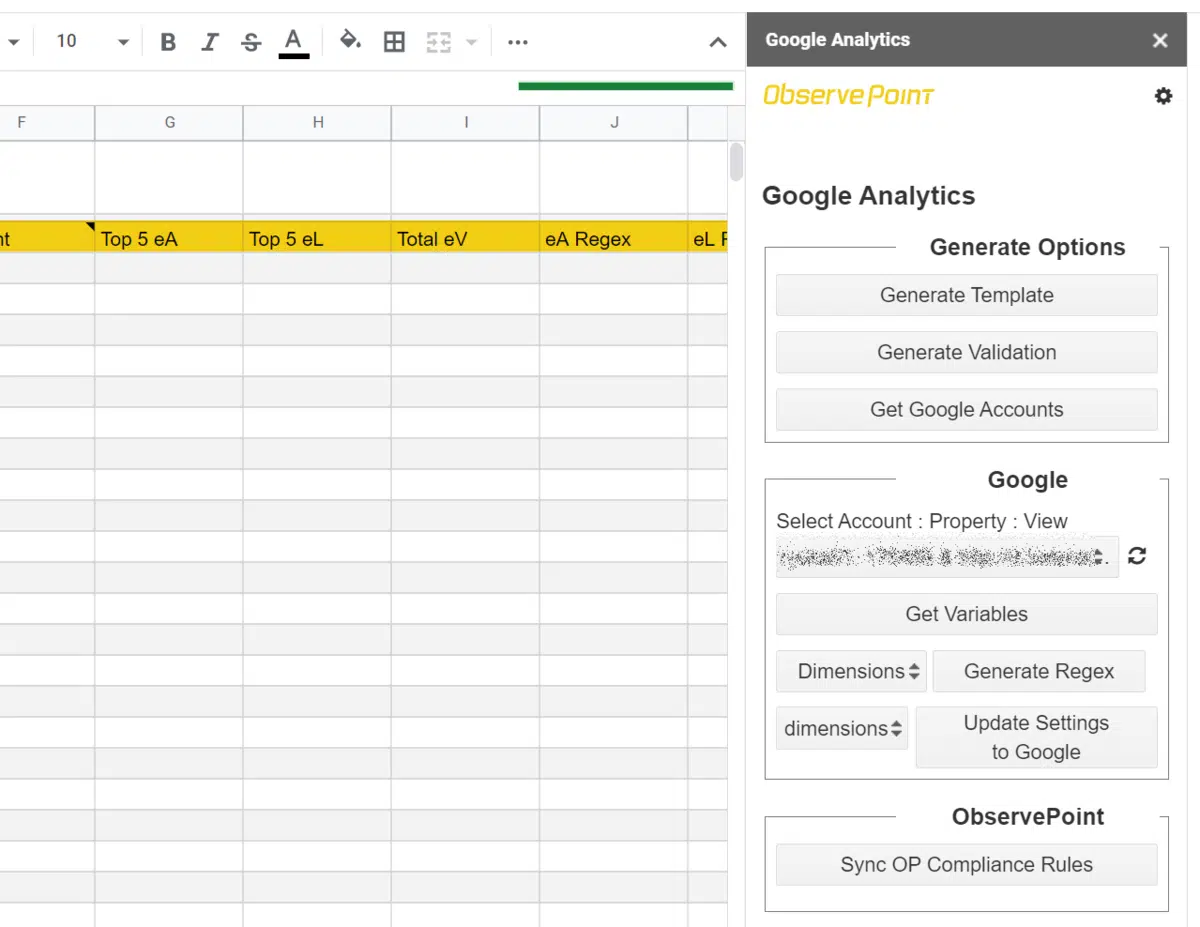 10 B I S A
Google Analytics
ObservePoint
F G H I J
Google Analytics
Top 5 eA Top 5 eL Total eV eA Regex eL
Generate Options
Generate Template
Generate Validation
Get Google Accounts
Google
Select Account : Property : View
Get Variables
Dimensions Generate Regex
dimensions Update Settings
to Google
ObservePoint
Sync OP Compliance Rules